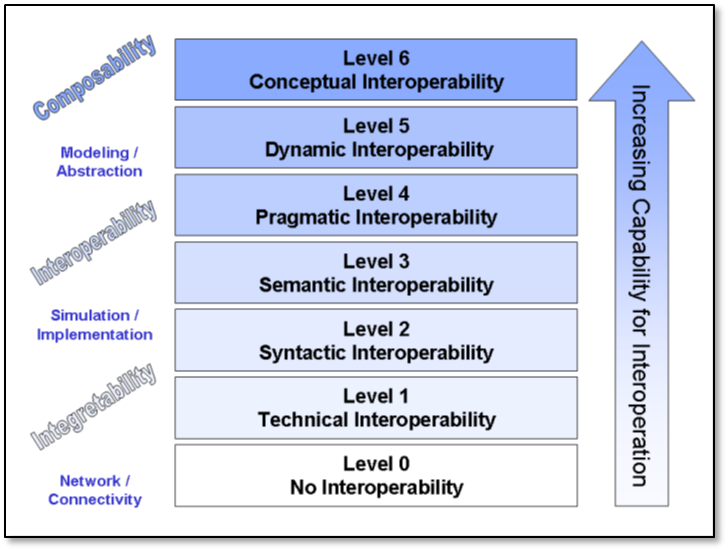 Composability
Modeling /
Abstraction
Interoperability
Simulation /
Implementation
Integretability
Network /
Connectivity
Level 6
Conceptual Interoperability
Level 5
Dynamic Interoperability
Level 4
Pragmatic Interoperability
Level 3
Semantic Interoperability
Level 2
Syntactic Interoperability
Level 1
Technical Interoperability
Level 0
No Interoperability
Increasing Capability for Interoperation